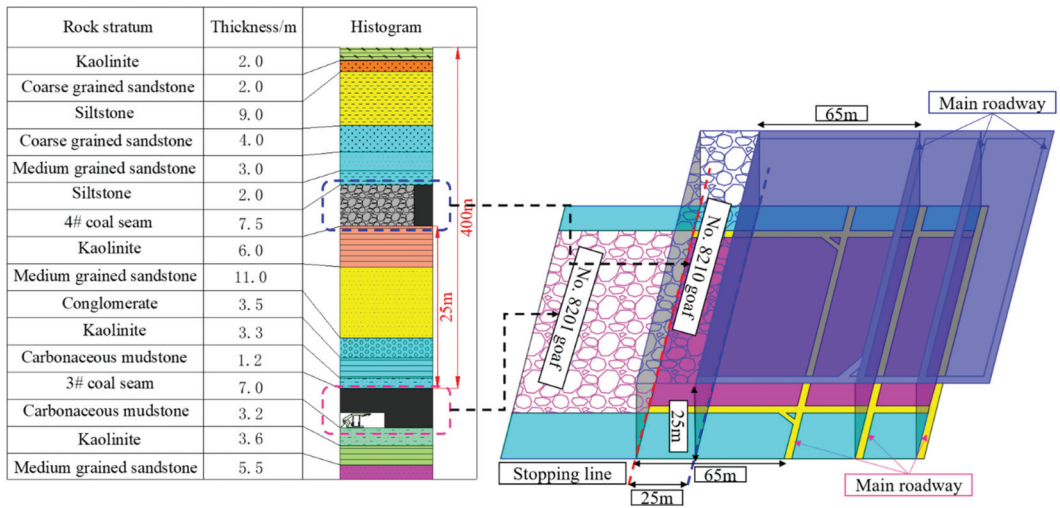 Rock stratum Thickness/m Histogram
Kaolinite 2.0
Coarse grained sandstone 2.0
Siltstone 9.0
Coarse grained sandstone 4.0
Medium grained sandstone 3.0
Siltstone 2.0
4# coal seam 7.5
Kaolinite 6.0
Medium grained sandstone 11.0
Conglomerate 3.5
Kaolinite 3.3
Carbonaceous mudstone 1.2
3# coal seam 7.0
Carbonaceous mudstone 3.2
Kaolinite 3.6
Medium grained sandstone 5.5
400m
25m
65m
Main roadway
No. 8210 goaf
No. 8201 goaf
25m
Stopping line
65m
25m
Main roadway